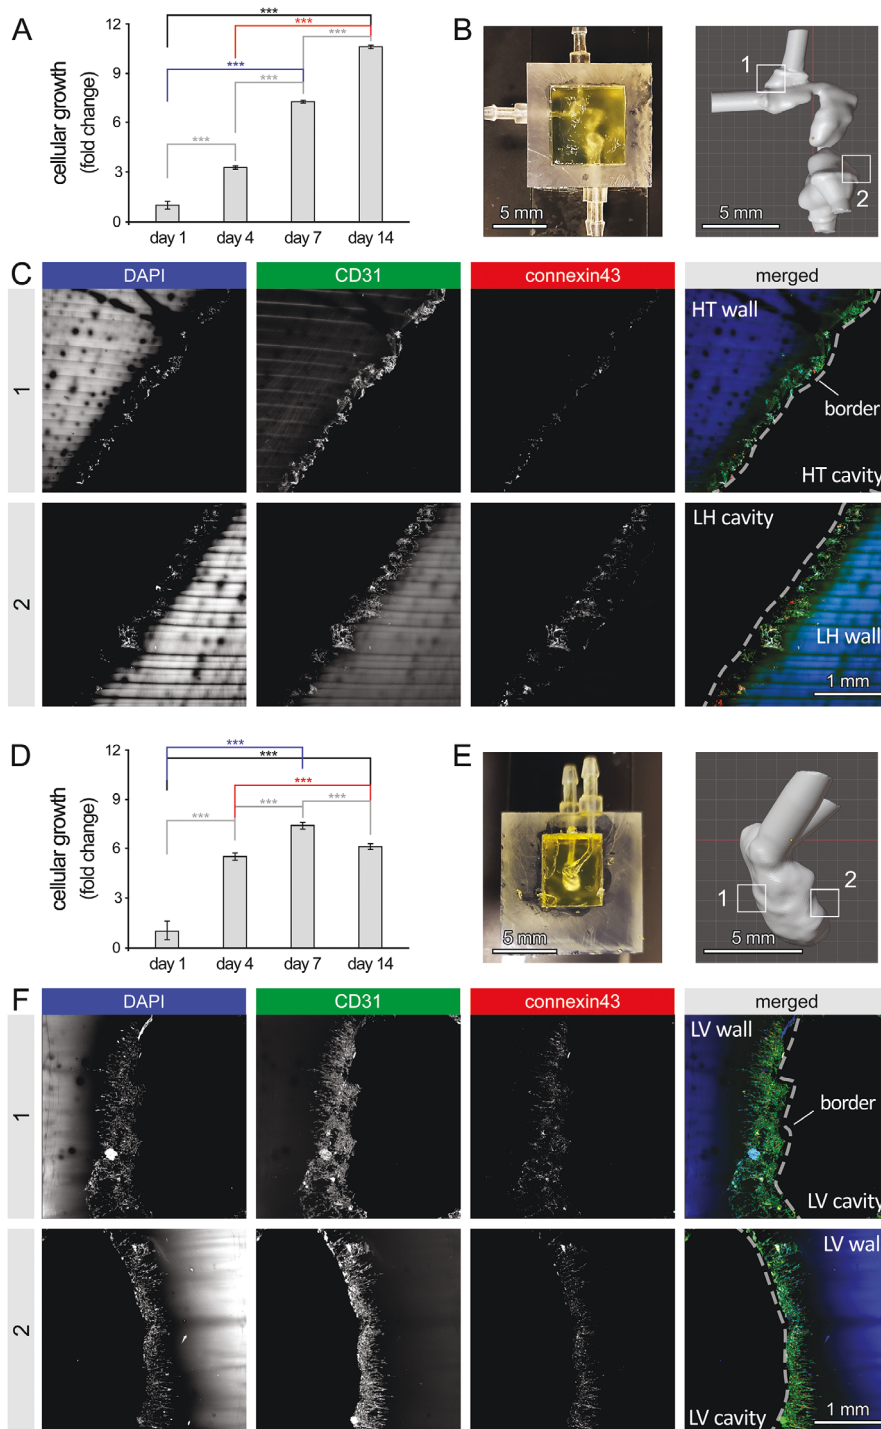 A
cellular growth
(fold change)
12
9
6
3
0
***
***
***
***
***
***
day 1
day 4
day 7
day 14
B
5 mm
1
2
5 mm
C
DAPI
CD31
connexin43
merged
1
HT wall
border
HT cavity
2
LH cavity
LH wall
1 mm
D
cellular growth
(fold change)
12
9
6
3
0
***
***
***
***
***
***
day 1
day 4
day 7
day 14
E
5 mm
1
2
5 mm
F
DAPI
CD31
connexin43
merged
1
LV wall
border
LV cavity
2
LV wall
LV cavity
1 mm